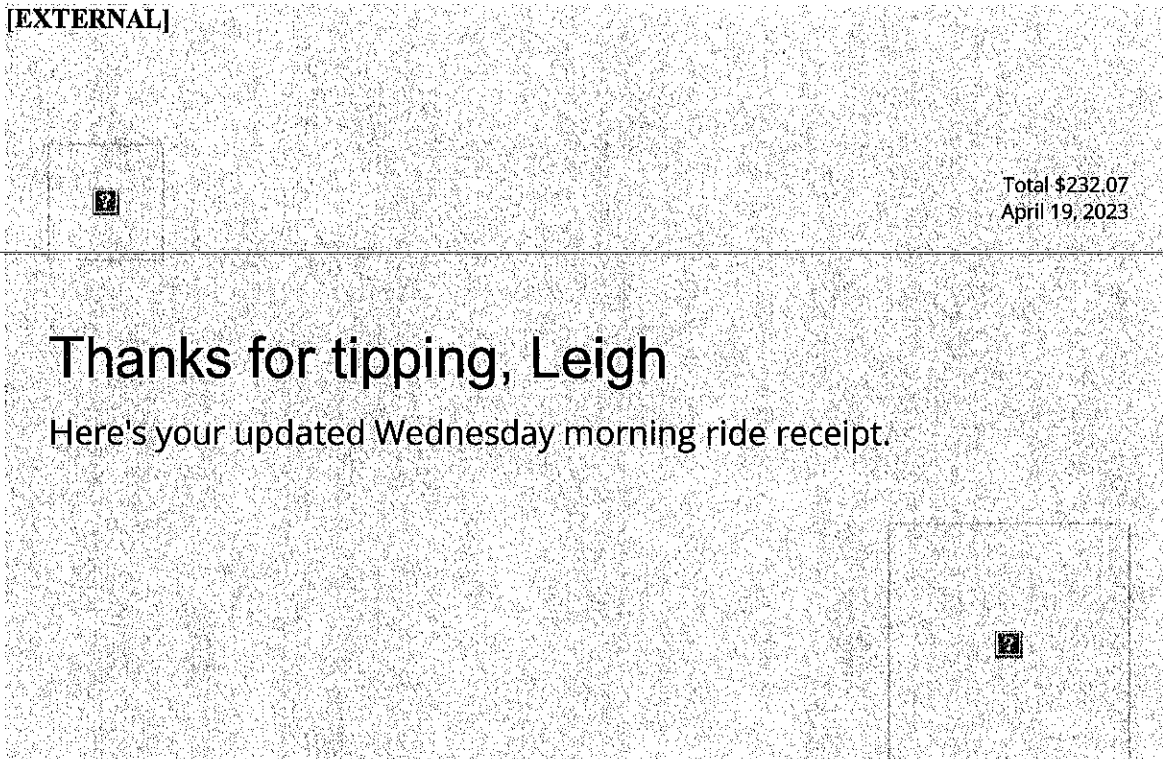 [EXTERNAL]
Total $232.07
April 19, 2023
Thanks for tipping, Leigh
Here's your updated Wednesday morning ride receipt.